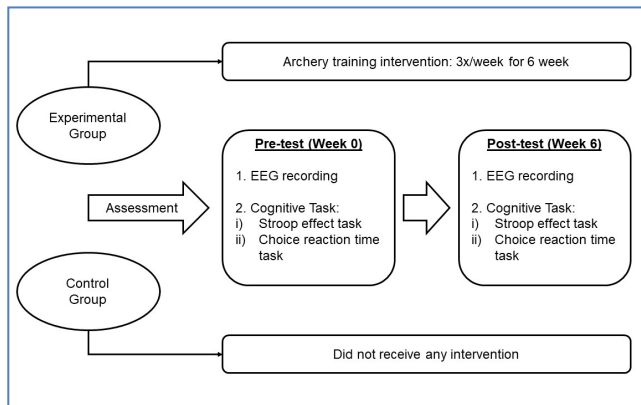 Archery training intervention: 3x/week for 6 week
Experimental
Group
Assessment
Pre-test (Week 0)
1. EEG recording
2. Cognitive Task:
i) Stroop effect task
ii) Choice reaction time
task
Post-test (Week 6)
1. EEG recording
2. Cognitive Task:
i) Stroop effect task
ii) Choice reaction time
task
Control
Group
Did not receive any intervention